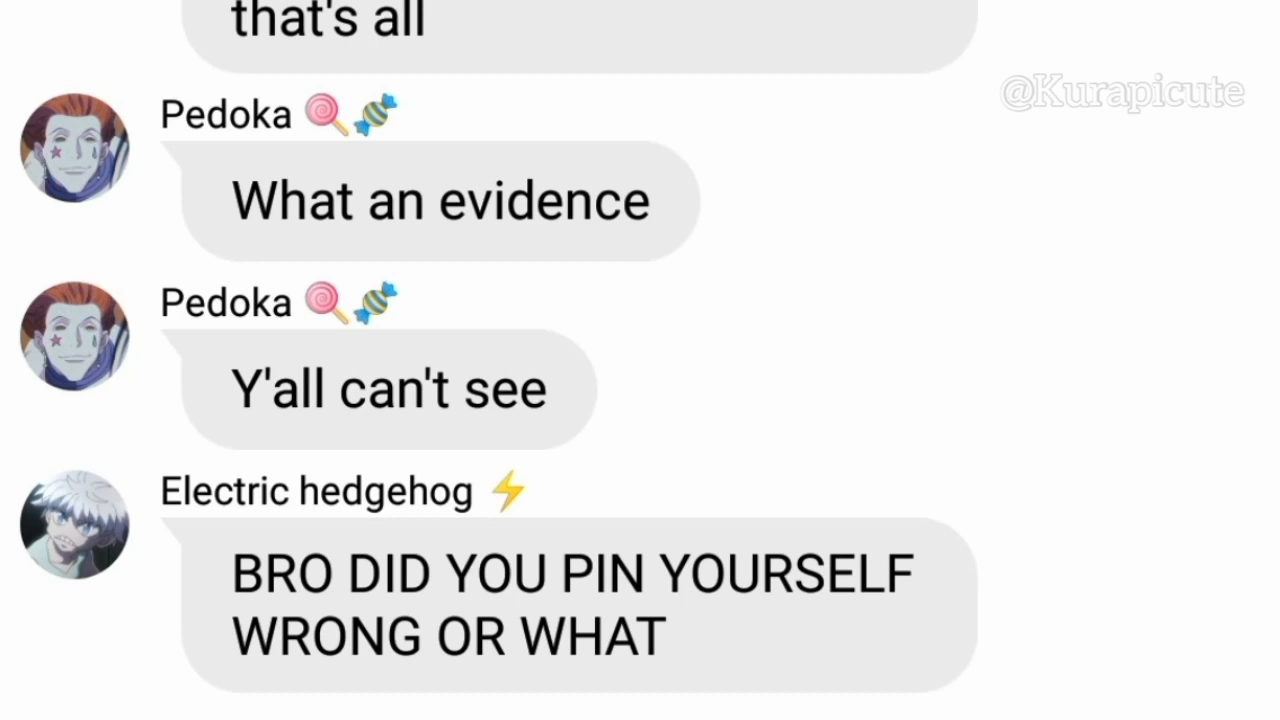 that's all
@Kurapicute
Pedoka 🍭🍬
What an evidence
Pedoka 🍭🍬
Y'all can't see
Electric hedgehog ⚡
BRO DID YOU PIN YOURSELF
WRONG OR WHAT